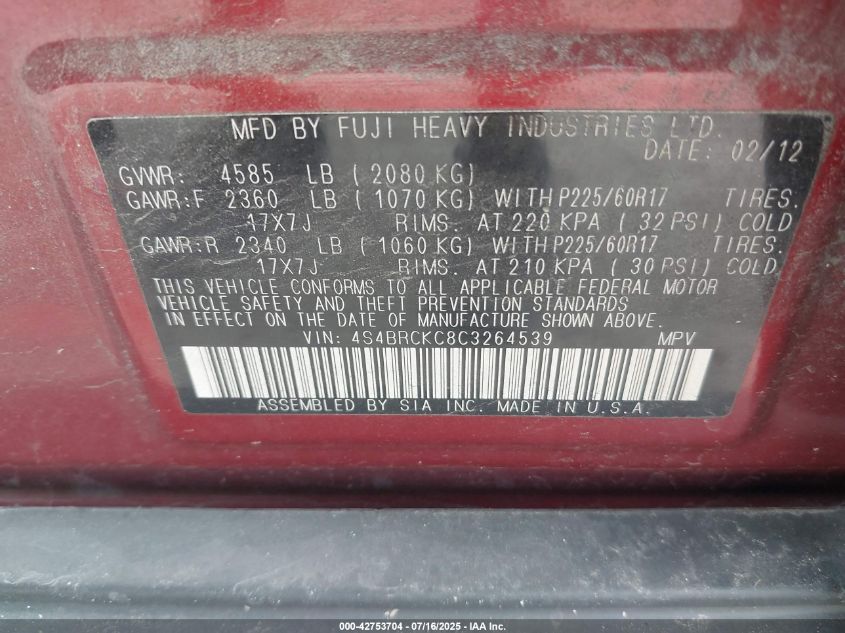 MFD BY FUJI HEAVY INDUSTRIES LTD.
DATE: 02/12
GVWR: 4585 LB ( 2080 KG)
GAWR:F 2360 LB ( 1070 KG) WITH P225/60R17 TIRES.
17X7J RIMS. AT 220 KPA ( 32 PSI) COLD
GAWR:R 2340 LB ( 1060 KG) WITH P225/60R17 TIRES.
17X7J RIMS. AT 210 KPA ( 30 PSI) COLD
THIS VEHICLE CONFORMS TO ALL APPLICABLE FEDERAL MOTOR
VEHICLE SAFETY AND THEFT PREVENTION STANDARDS
IN EFFECT ON THE DATE OF MANUFACTURE SHOWN ABOVE.
VIN: 4S4BRCKC8C3264539 MPV
ASSEMBLED BY SIA INC. MADE IN U.S.A.
000-42753704 - 07/16/2025 - IAA Inc.